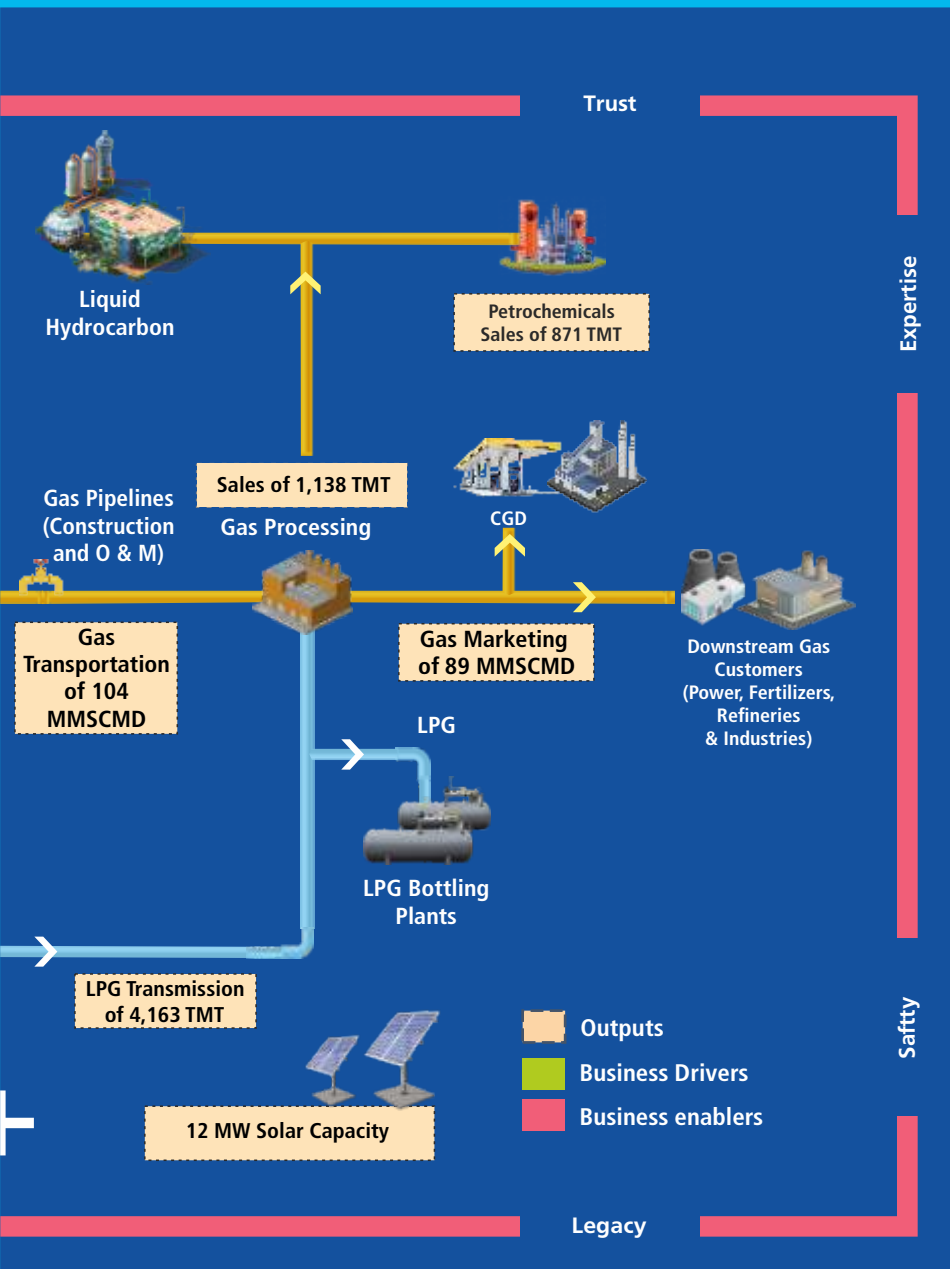 Trust
Expertise
Liquid
Hydrocarbon
Petrochemicals
Sales of 871 TMT
Sales of 1,138 TMT
Gas Processing
Gas Pipelines
(Construction
and O & M)
CGD
Gas
Transportation
of 104
MMSCMD
Gas Marketing
of 89 MMSCMD
Downstream Gas
Customers
(Power, Fertilizers,
Refineries
& Industries)
LPG
LPG Bottling
Plants
LPG Transmission
of 4,163 TMT
Saftty
12 MW Solar Capacity
Outputs
Business Drivers
Business enablers
Legacy